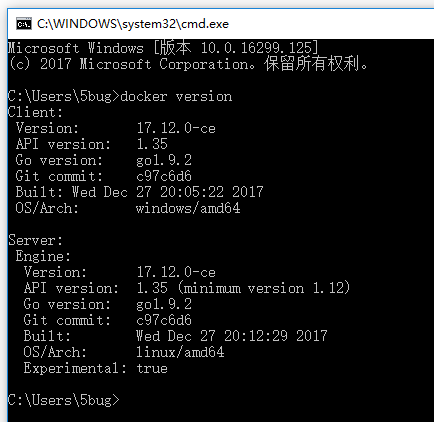 C:\WINDOWS\system32\cmd.exe
Microsoft Windows [版本 10.0.16299.125]
(c) 2017 Microsoft Corporation。保留所有权利。
C:\Users\5bug>docker version
Client:
Version: 17.12.0-ce
API version: 1.35
Go version: go1.9.2
Git commit: c97c6d6
Built: Wed Dec 27 20:05:22 2017
OS/Arch: windows/amd64
Server:
Engine:
Version: 17.12.0-ce
API version: 1.35 (minimum version 1.12)
Go version: go1.9.2
Git commit: c97c6d6
Built: Wed Dec 27 20:12:29 2017
OS/Arch: linux/amd64
Experimental: true
C:\Users\5bug>